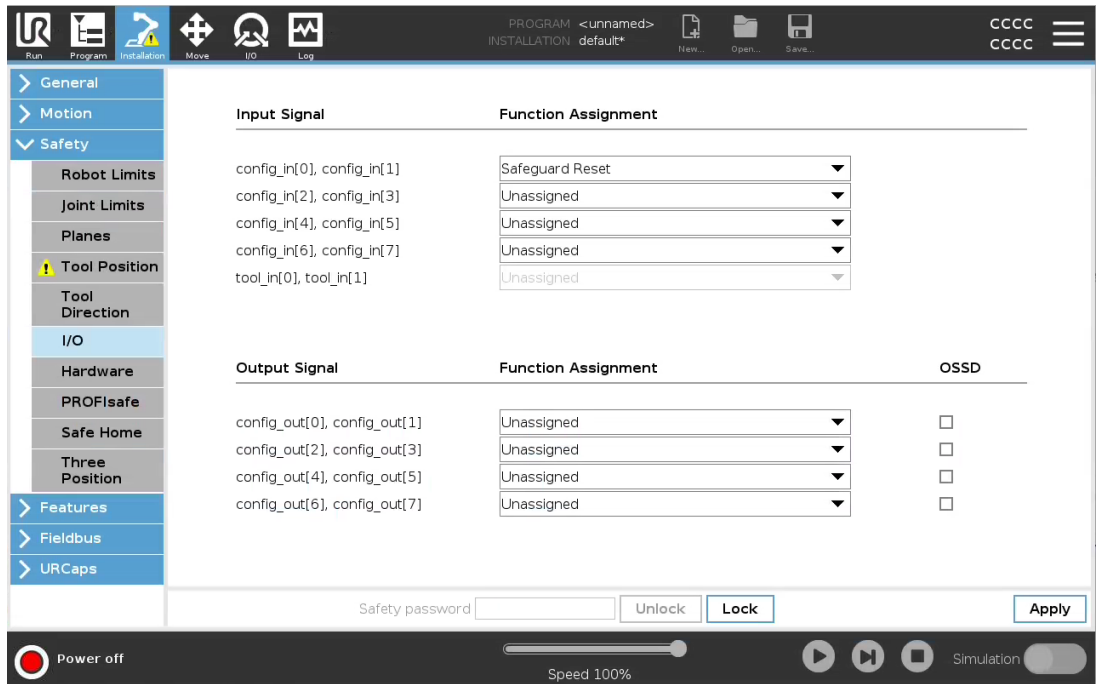 PROGRAM <unnamed>
INSTALLATION default*
CCCC
CCCC
Run Program Installation Move I/O Log New... Open... Save...
General
Motion
Safety
Robot Limits
Joint Limits
Planes
Tool Position
Tool
Direction
I/O
Hardware
PROFIsafe
Safe Home
Three
Position
Features
Fieldbus
URCaps
Input Signal Function Assignment
config_in[0], config_in[1] Safeguard Reset
config_in[2], config_in[3] Unassigned
config_in[4], config_in[5] Unassigned
config_in[6], config_in[7] Unassigned
tool_in[0], tool_in[1] Unassigned
Output Signal Function Assignment OSSD
config_out[0], config_out[1] Unassigned
config_out[2], config_out[3] Unassigned
config_out[4], config_out[5] Unassigned
config_out[6], config_out[7] Unassigned
Safety password Unlock Lock Apply
Power off
Speed 100%
Simulation